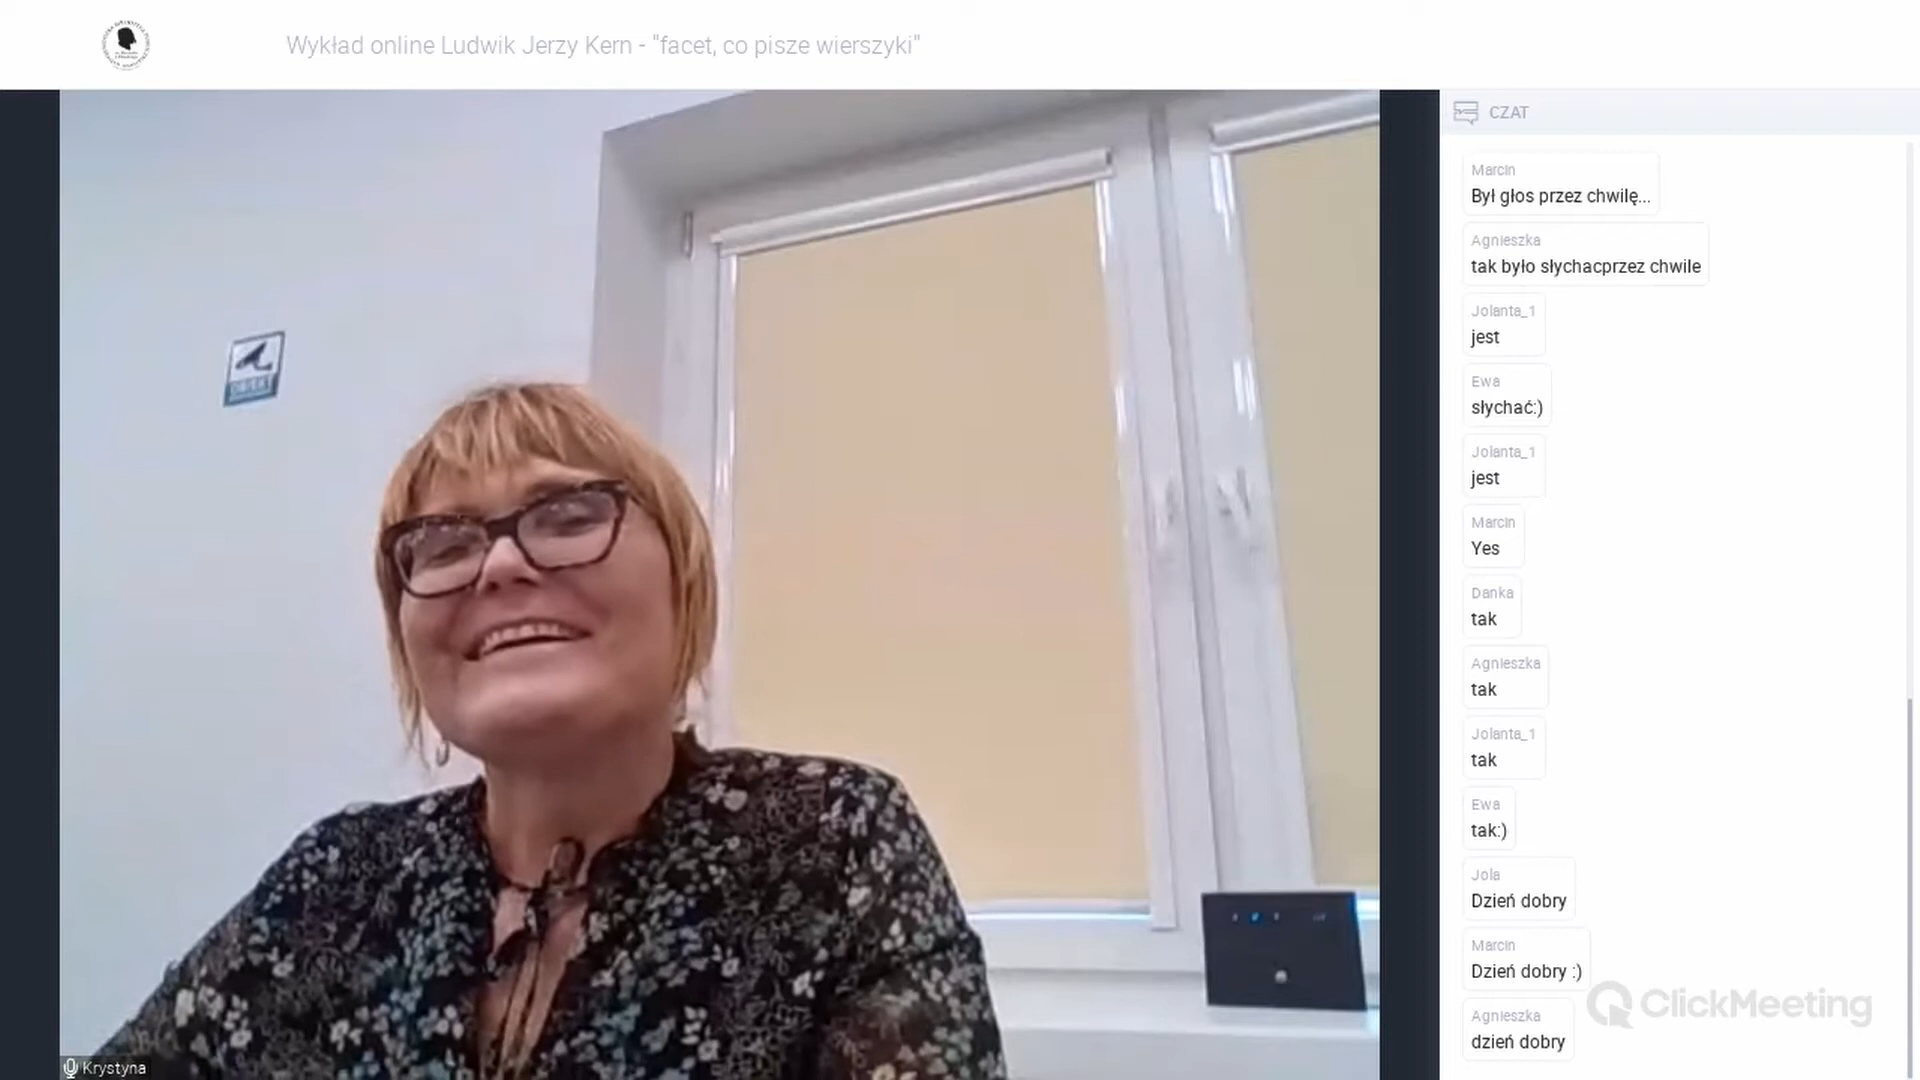 Wykład online Ludwik Jerzy Kern - "facet, co pisze wierszyki"
CZAT
Marcin
Był głos przez chwilę...
Agnieszka
tak było słychacprzez chwile
Jolanta_1
jest
Ewa
słychać:)
Jolanta_1
jest
Marcin
Yes
Danka
tak
Agnieszka
tak
Jolanta_1
tak
Ewa
tak:)
Jola
Dzień dobry
Marcin
Dzień dobry :)
Agnieszka
dzień dobry
ClickMeeting
Krystyna